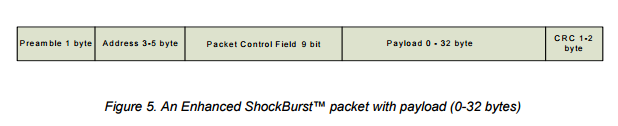 Preamble 1 byte Address 3-5 byte Packet Control Field 9 bit Payload 0 - 32 byte CRC 1-2
byte
Figure 5. An Enhanced ShockBurst™ packet with payload (0-32 bytes)